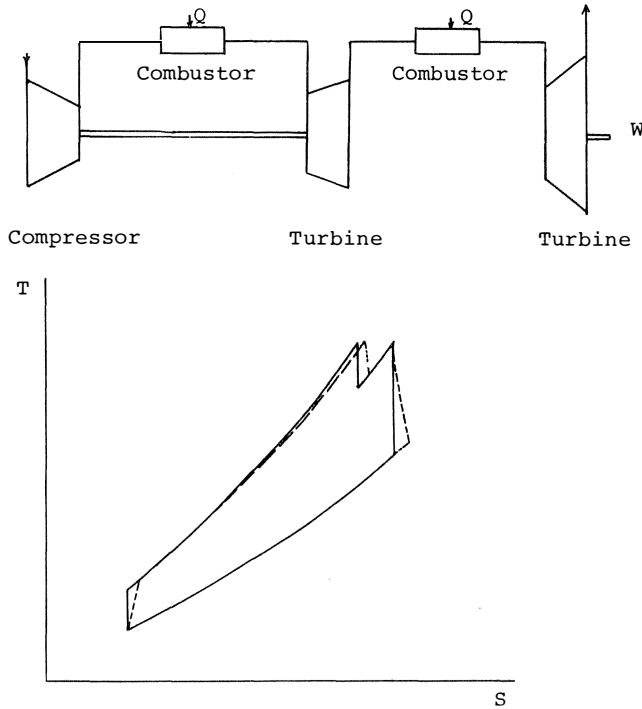 Q
Q
Combustor
Combustor
W
Compressor
Turbine
Turbine
T
S